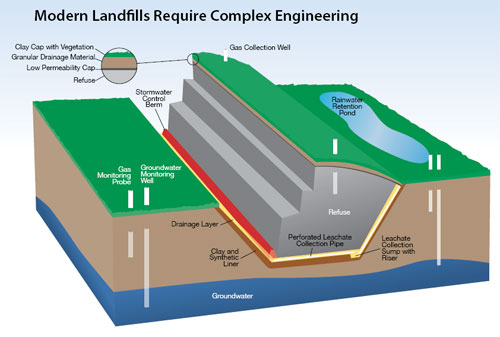 Modern Landfills Require Complex Engineering
Clay Cap with Vegetation
Granular Drainage Material
Low Permeability Cap
Refuse
Gas Collection Well
Stormwater
Control
Berm
Rainwater
Retention
Pond
Gas
Monitoring
Probe
Groundwater
Monitoring
Well
Refuse
Drainage Layer
Perforated Leachate
Collection Pipe
Leachate
Collection
Sump with
Riser
Clay and
Synthetic
Liner
Groundwater